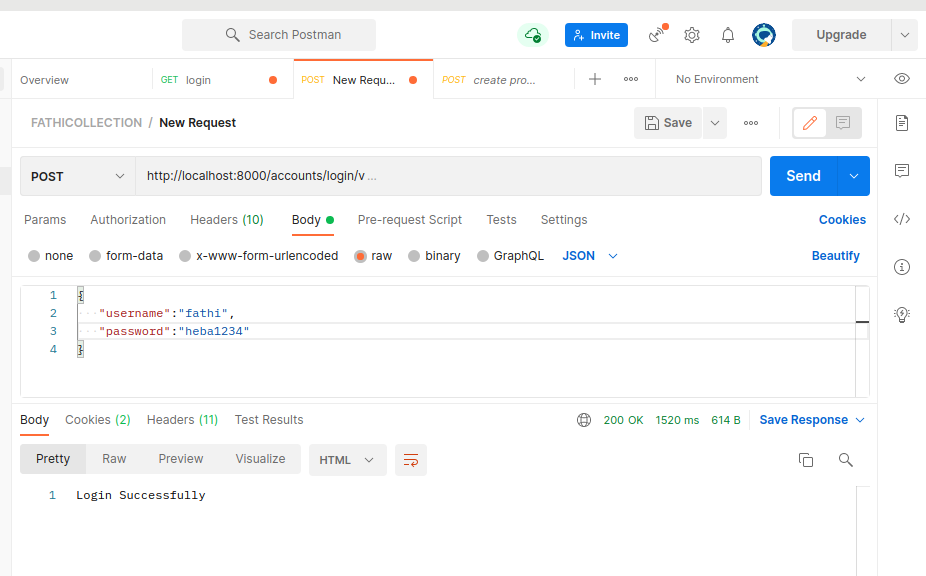 Search Postman
Invite
Upgrade
Overview
GET login
POST New Requ...
POST create pro...
No Environment
FATHICOLLECTION / New Request
Save
POST
http://localhost:8000/accounts/login/v ...
Send
Params
Authorization
Headers (10)
Body
Pre-request Script
Tests
Settings
Cookies
none
form-data
x-www-form-urlencoded
raw
binary
GraphQL
JSON
Beautify
1 {
2 "username":"fathi",
3 "password":"heba1234"
4 }
Body
Cookies (2)
Headers (11)
Test Results
200 OK
1520 ms
614 B
Save Response
Pretty
Raw
Preview
Visualize
HTML
1 Login Successfully